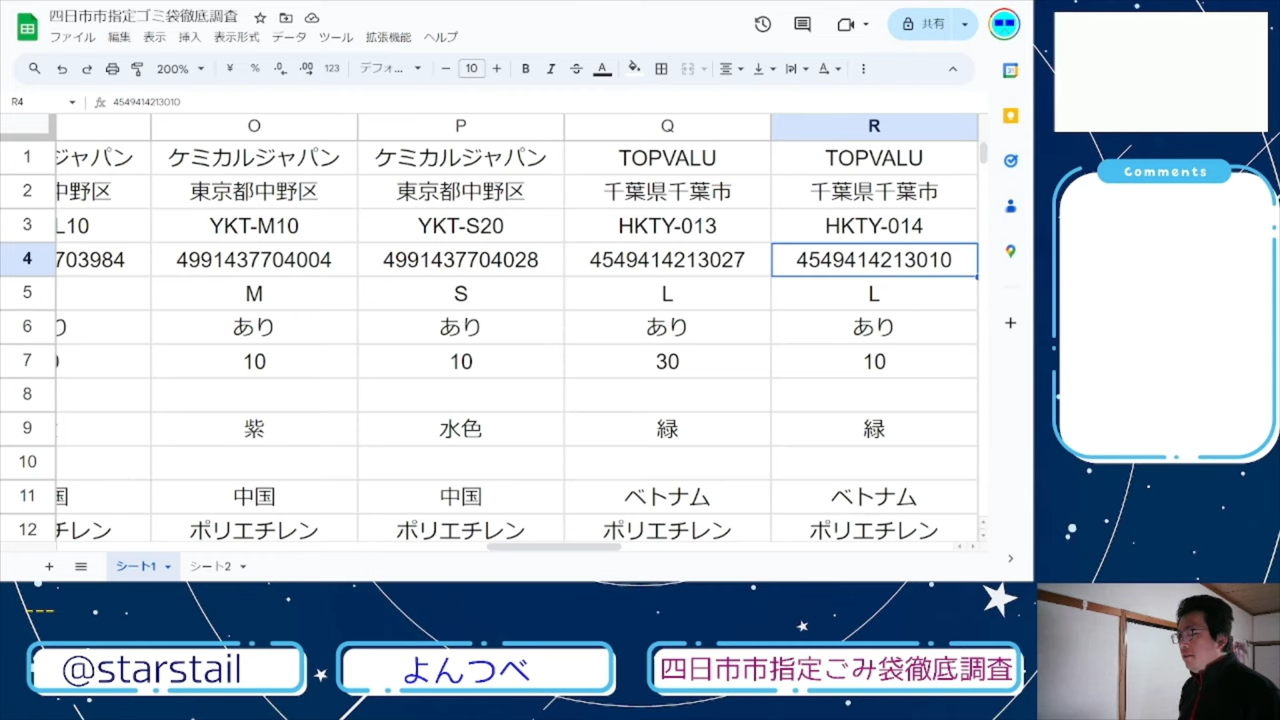 四日市市指定ゴミ袋徹底調査
ファイル 編集 表示 挿入 表示形式 データ ツール 拡張機能 ヘルプ
共有
200% ¥ % .0 .00 123 デフォ... − 10 + B I A
R4 fx 4549414213010
O P Q R
1 ジャパン ケミカルジャパン ケミカルジャパン TOPVALU TOPVALU
2 中野区 東京都中野区 東京都中野区 千葉県千葉市 千葉県千葉市
3 L10 YKT-M10 YKT-S20 HKTY-013 HKTY-014
4 703984 4991437704004 4991437704028 4549414213027 4549414213010
5 M S L L
6 り あり あり あり あり
7 10 10 30 10
8
9 紫 水色 緑 緑
10
11 国 中国 中国 ベトナム ベトナム
12 チレン ポリエチレン ポリエチレン ポリエチレン ポリエチレン
シート1 シート2
Comments
@starstail
よんつべ
四日市市指定ごみ袋徹底調査